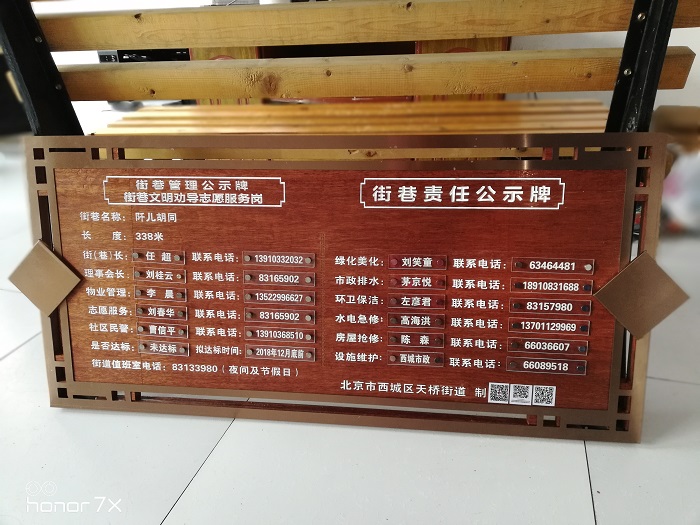 街巷管理公示牌
街巷文明劝导志愿服务岗
街巷名称：阡儿胡同
长 度：338米
街(巷)长：任超 联系电话：13910332032
理事会长：刘桂云 联系电话：83165902
物业管理：李晨 联系电话：13522996627
志愿服务：刘春华 联系电话：83165902
社区民警：曹信平 联系电话：13910368510
是否达标：未达标 拟达标时间：2018年12月底前
街道值班室电话：83133980（夜间及节假日）
街巷责任公示牌
绿化美化：刘笑童 联系电话：63464481
市政排水：茅京悦 联系电话：18910831688
环卫保洁：左彦君 联系电话：83157980
水电急修：高海洪 联系电话：13701129969
房屋抢修：陈森 联系电话：66036607
设施维护：西城市政 联系电话：66089518
北京市西城区天桥街道 制
honor 7X